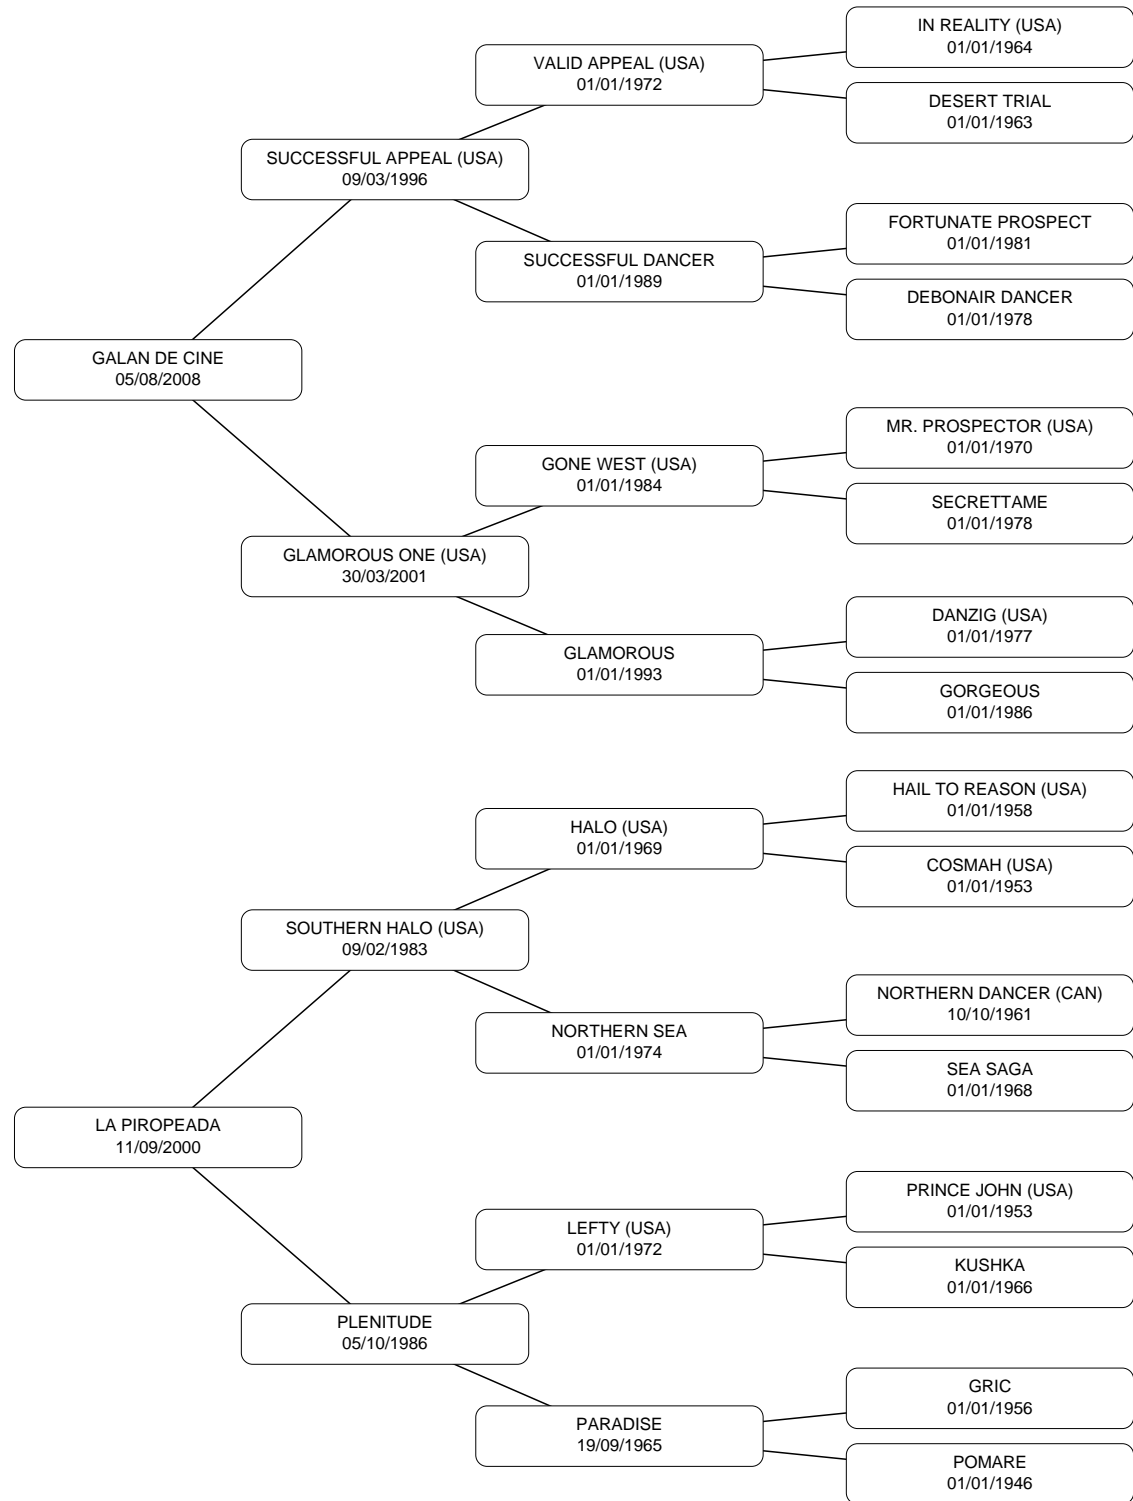 IN REALITY (USA)
01/01/1964
VALID APPEAL (USA)
01/01/1972
DESERT TRIAL
01/01/1963
SUCCESSFUL APPEAL (USA)
09/03/1996
FORTUNATE PROSPECT
01/01/1981
SUCCESSFUL DANCER
01/01/1989
DEBONAIR DANCER
01/01/1978
GALAN DE CINE
05/08/2008
MR. PROSPECTOR (USA)
01/01/1970
GONE WEST (USA)
01/01/1984
SECRETTAME
01/01/1978
GLAMOROUS ONE (USA)
30/03/2001
DANZIG (USA)
01/01/1977
GLAMOROUS
01/01/1993
GORGEOUS
01/01/1986
HAIL TO REASON (USA)
01/01/1958
HALO (USA)
01/01/1969
COSMAH (USA)
01/01/1953
SOUTHERN HALO (USA)
09/02/1983
NORTHERN DANCER (CAN)
10/10/1961
NORTHERN SEA
01/01/1974
SEA SAGA
01/01/1968
LA PIROPEADA
11/09/2000
PRINCE JOHN (USA)
01/01/1953
LEFTY (USA)
01/01/1972
KUSHKA
01/01/1966
PLENITUDE
05/10/1986
GRIC
01/01/1956
PARADISE
19/09/1965
POMARE
01/01/1946